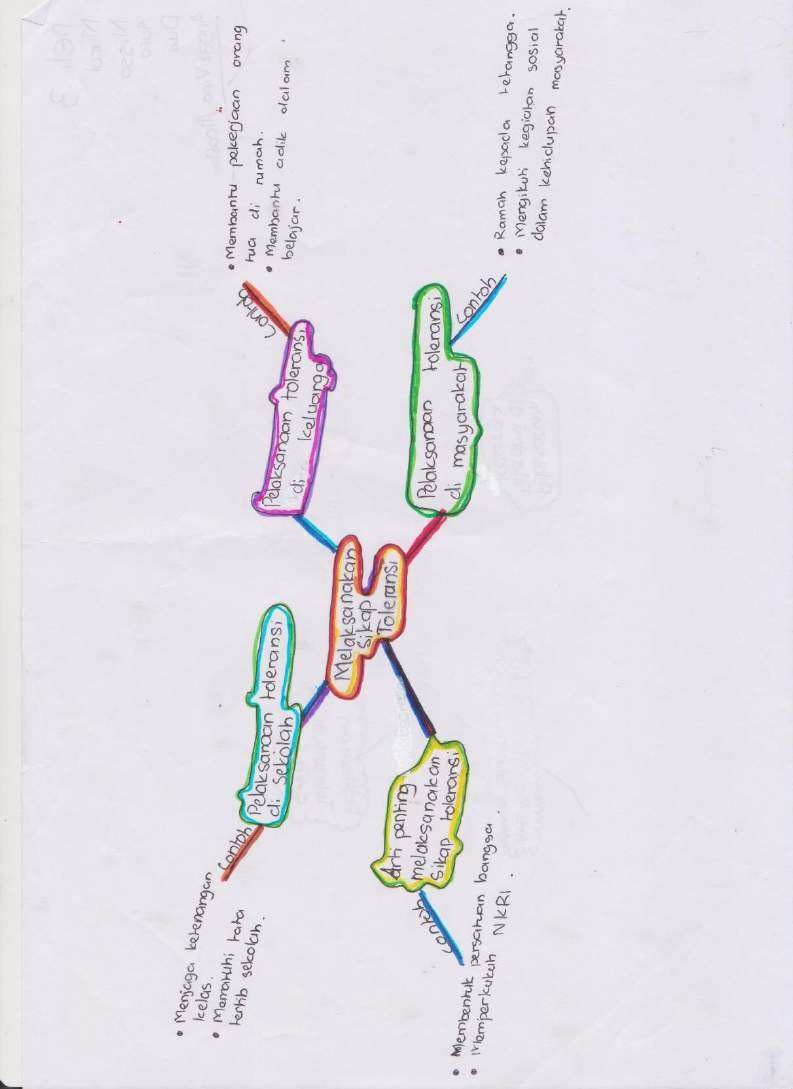 Melaksanakan
Sikap
Toleransi
Pelaksanaan toleransi
di sekolah
Contoh
• Menjaga ketenangan
kelas.
• Mematuhi tata
tertib sekolah.
Pelaksanaan toleransi
di keluarga
Contoh
• Membantu pekerjaan orang
tua di rumah.
• Membantu adik dalam
belajar.
Arti penting
melaksanakan
sikap toleransi
Contoh
• Membentuk persatuan bangsa.
• Memperkukuh NKRI.
Pelaksanaan toleransi
di masyarakat
Contoh
• Ramah kepada tetangga.
• Mengikuti kegiatan sosial
dalam kehidupan masyarakat.